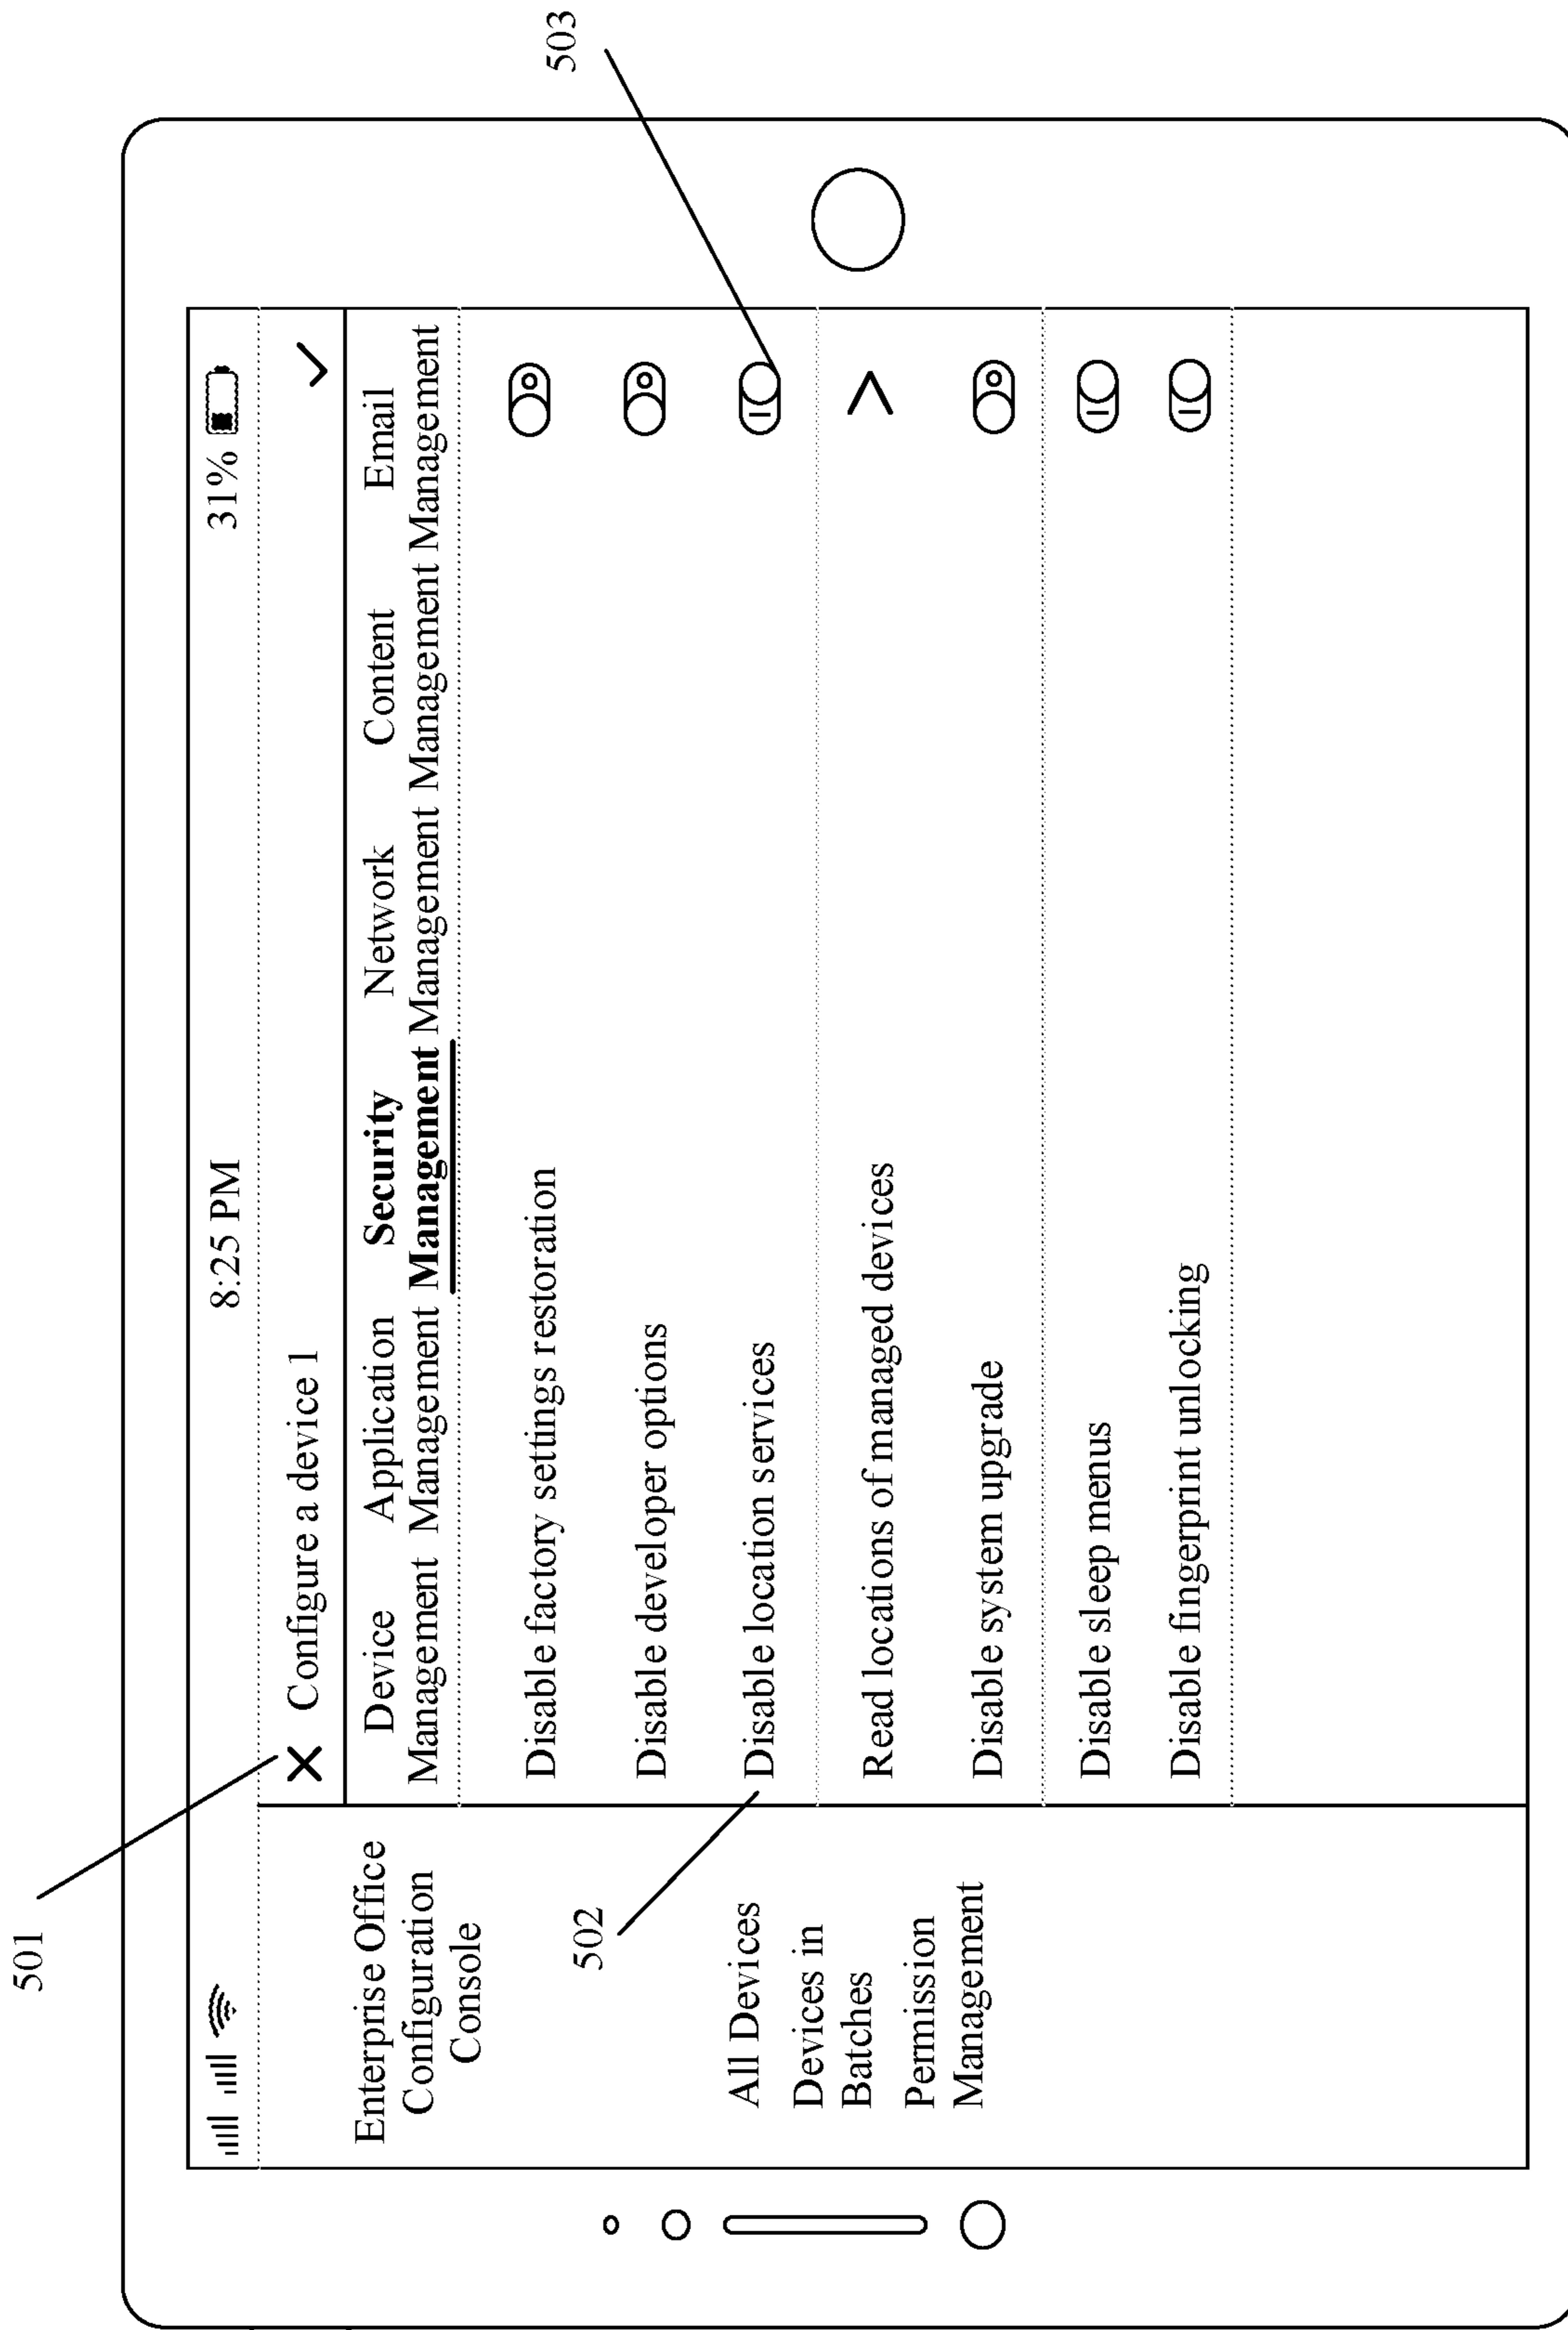 501
503
8:25 PM
31%
Enterprise Office
Configuration
Console
502
All Devices
Devices in
Batches
Permission
Management
Configure a device 1
Device Application Security Network Content Email
Management Management Management Management Management Management
Disable factory settings restoration
Disable developer options
Disable location services
Read locations of managed devices
Disable system upgrade
Disable sleep menus
Disable fingerprint unlocking